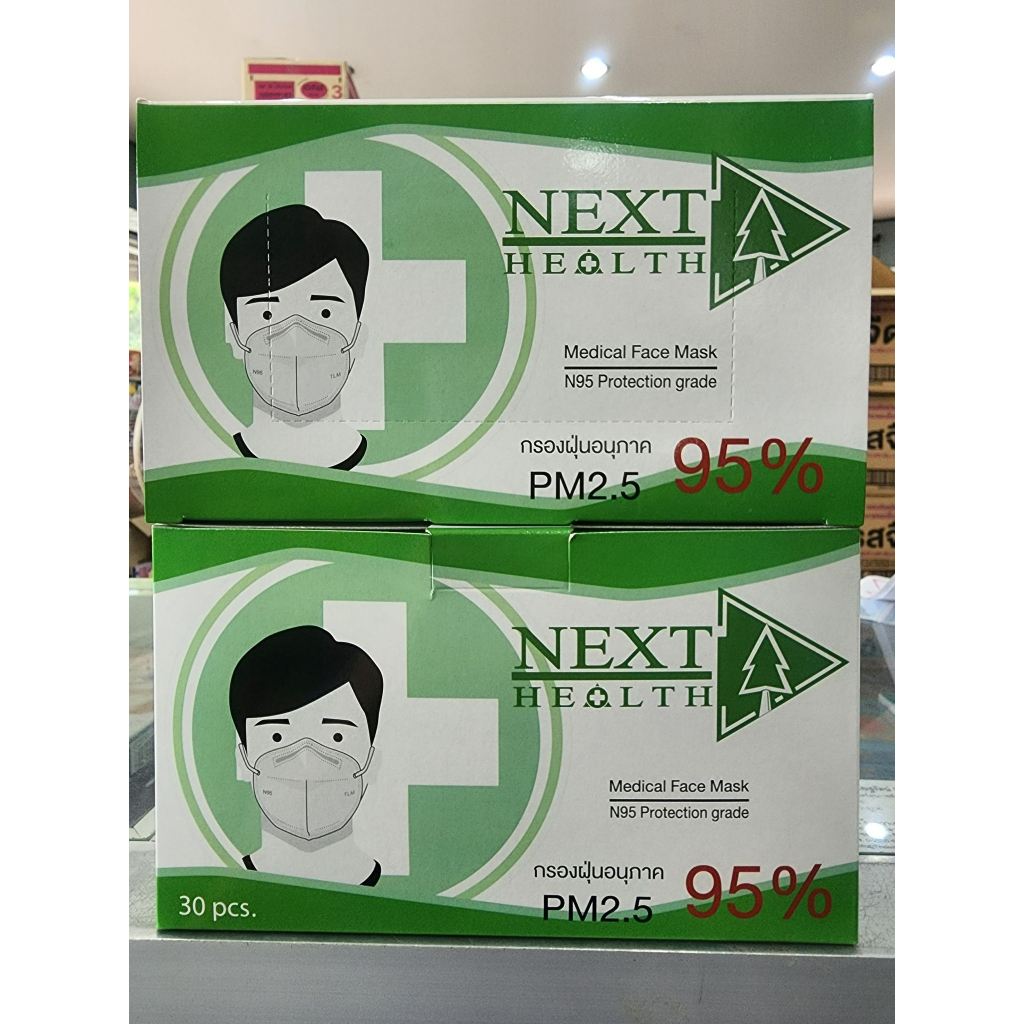 3
NEXT
HEALTH
Medical Face Mask
N95 Protection grade
N95
TLM
กรองฝุ่นอนุภาค
PM2.5
95%
NEXT
HEALTH
Medical Face Mask
N95 Protection grade
N95
TLM
กรองฝุ่นอนุภาค
PM2.5
95%
30 pcs.